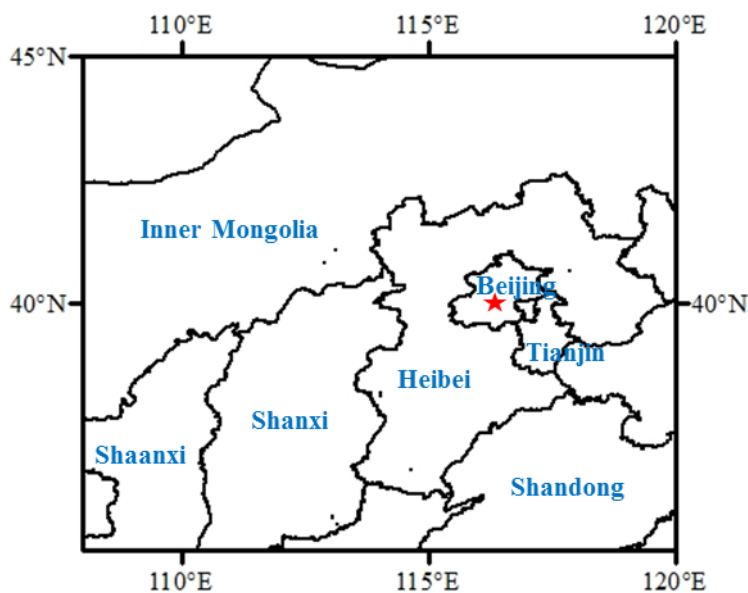 110°E 115°E 120°E
45°N
Inner Mongolia
Beijing
40°N 40°N
Tianjin
Heibei
Shanxi
Shaanxi
Shandong
110°E 115°E 120°E